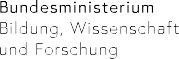 Bundesministerium
Bildung, Wissenschaft
und Forschung